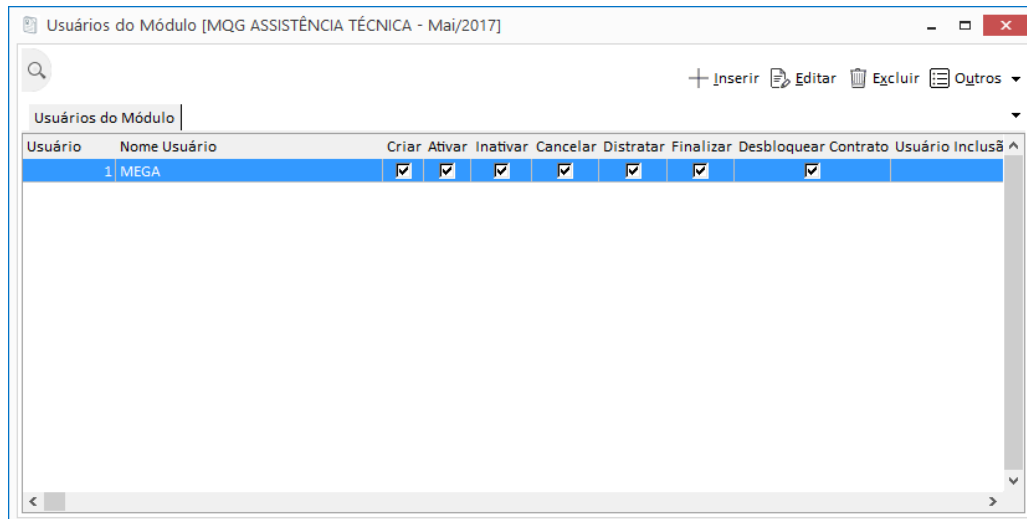 Usuários do Módulo [MQG ASSISTÊNCIA TÉCNICA - Mai/2017]
Inserir Editar Excluir Outros
Usuários do Módulo
Usuário Nome Usuário Criar Ativar Inativar Cancelar Distratar Finalizar Desbloquear Contrato Usuário Inclusã
1 MEGA